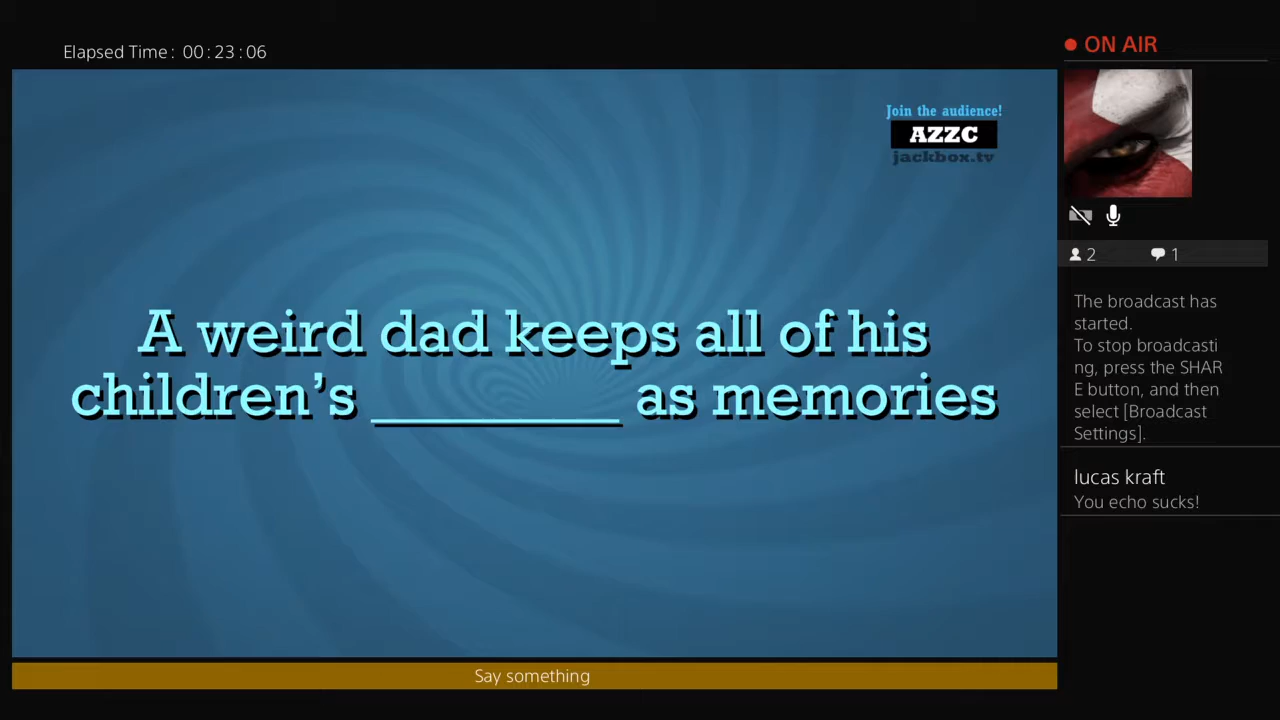 Elapsed Time: 00:23:06
ON AIR
Join the audience!
AZZC
jackbox.tv
A weird dad keeps all of his
children's ________ as memories
2 1
The broadcast has
started.
To stop broadcasti
ng, press the SHAR
E button, and then
select [Broadcast
Settings].
lucas kraft
You echo sucks!
Say something